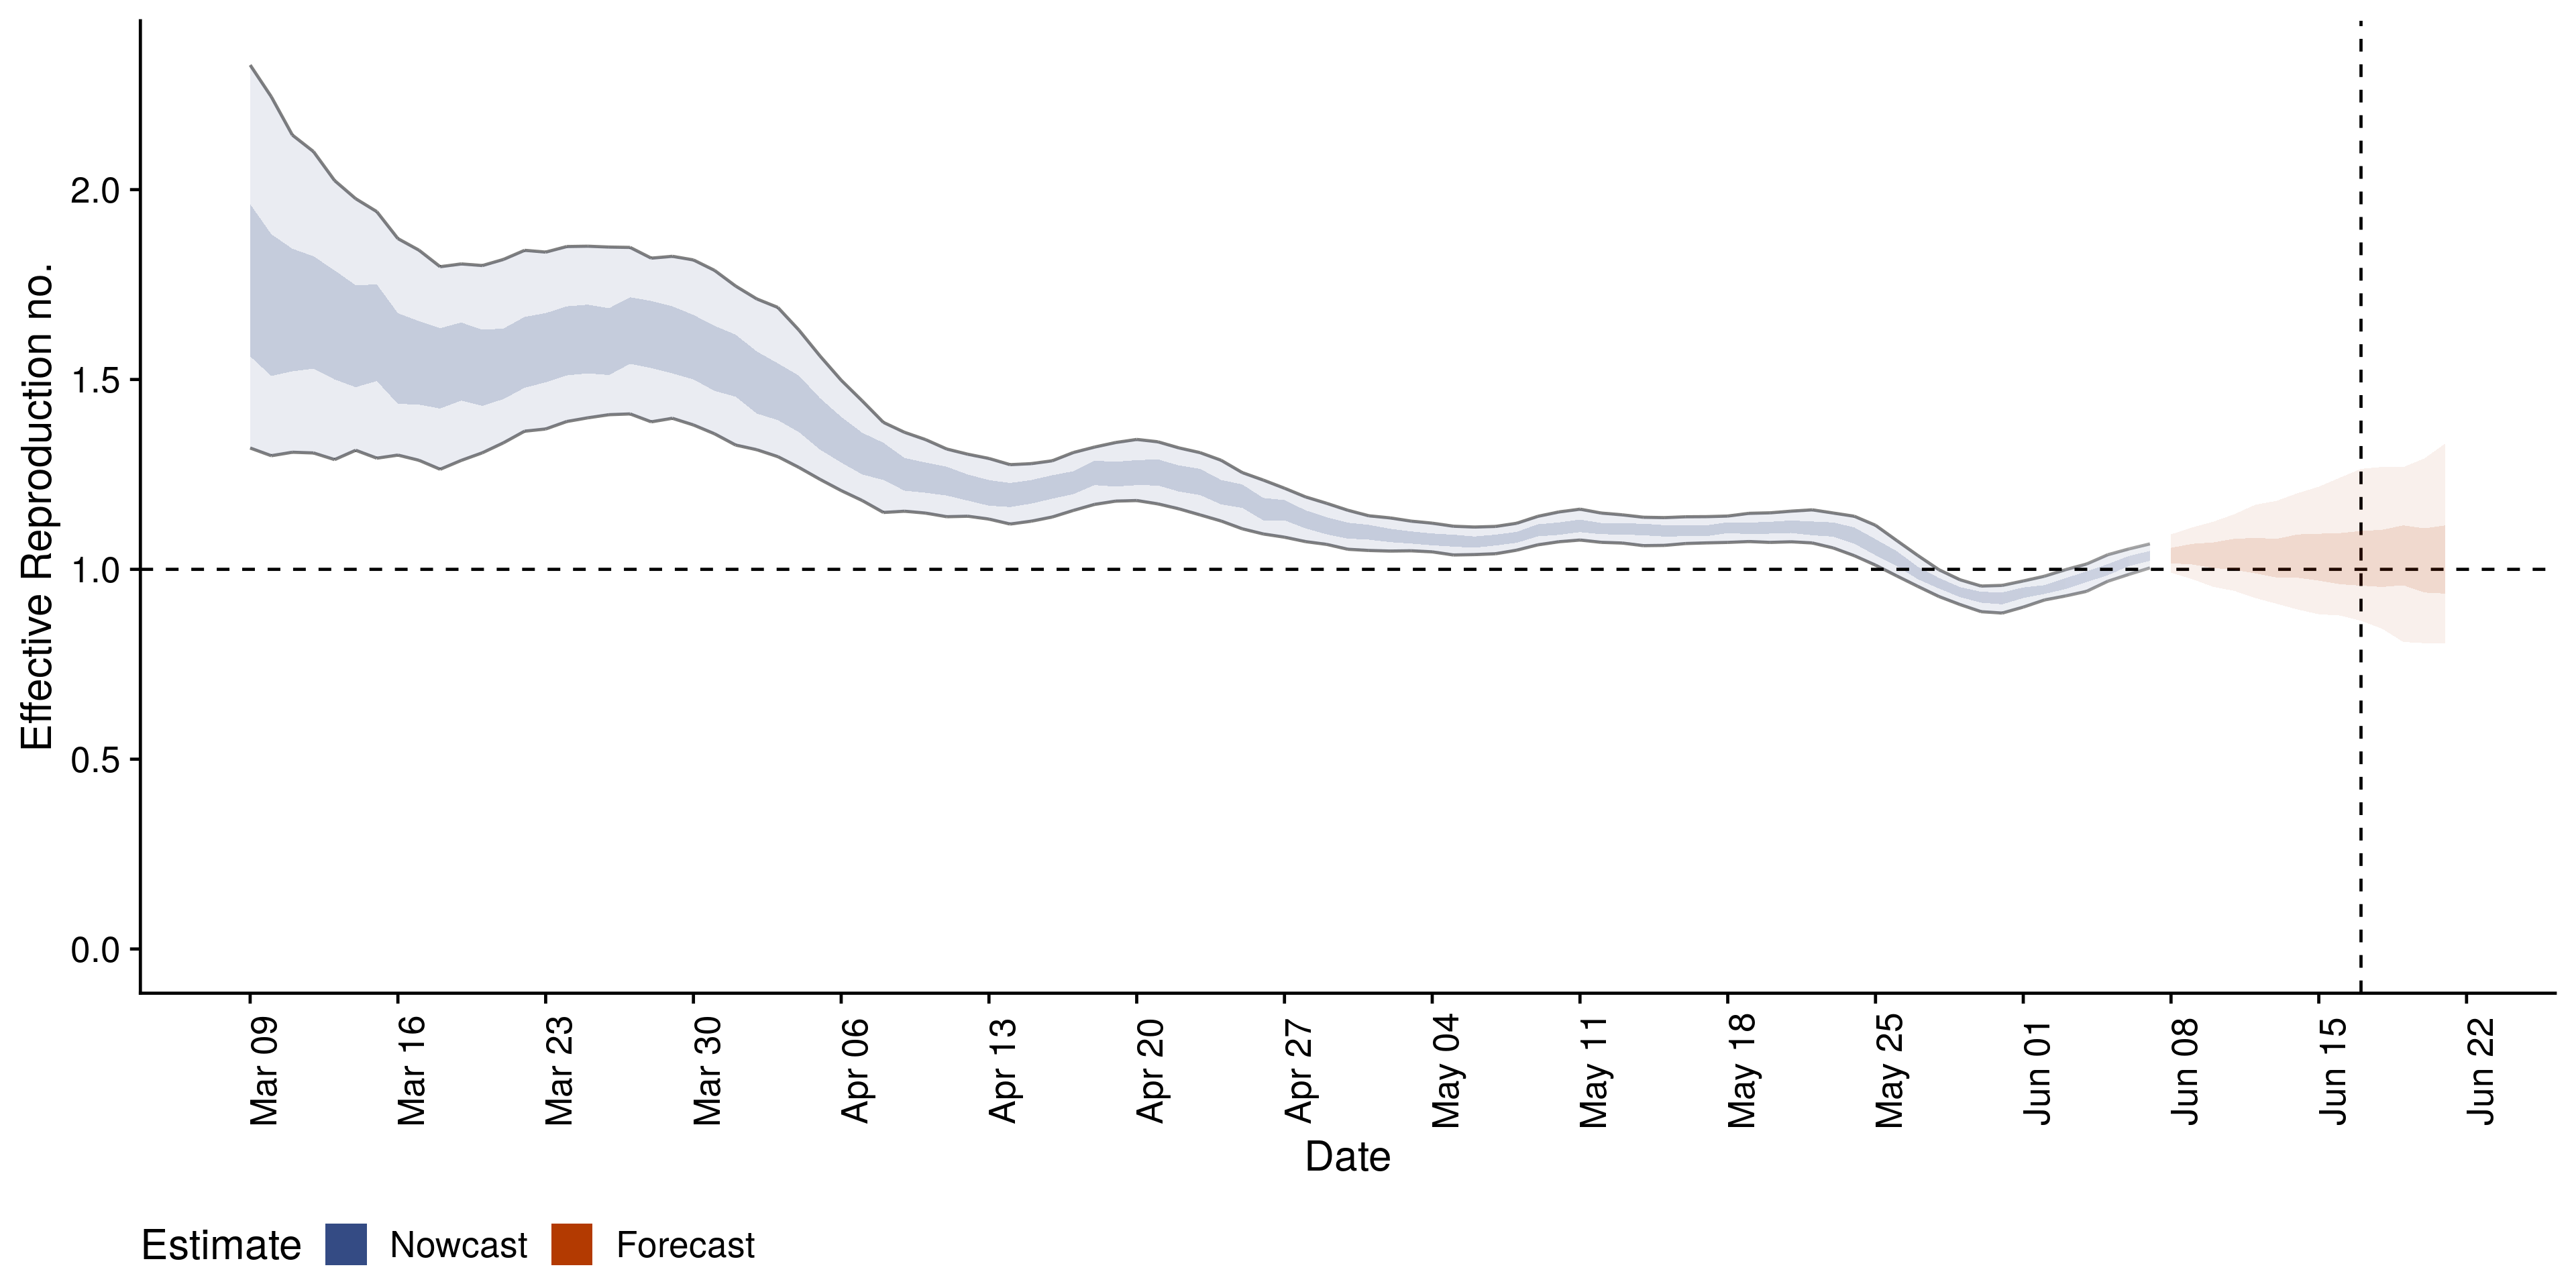 Effective Reproduction no.
2.0
1.5
1.0
0.5
0.0
Mar 09
Mar 16
Mar 23
Mar 30
Apr 06
Apr 13
Apr 20
Apr 27
May 04
May 11
May 18
May 25
Jun 01
Jun 08
Jun 15
Jun 22
Date
Estimate Nowcast Forecast